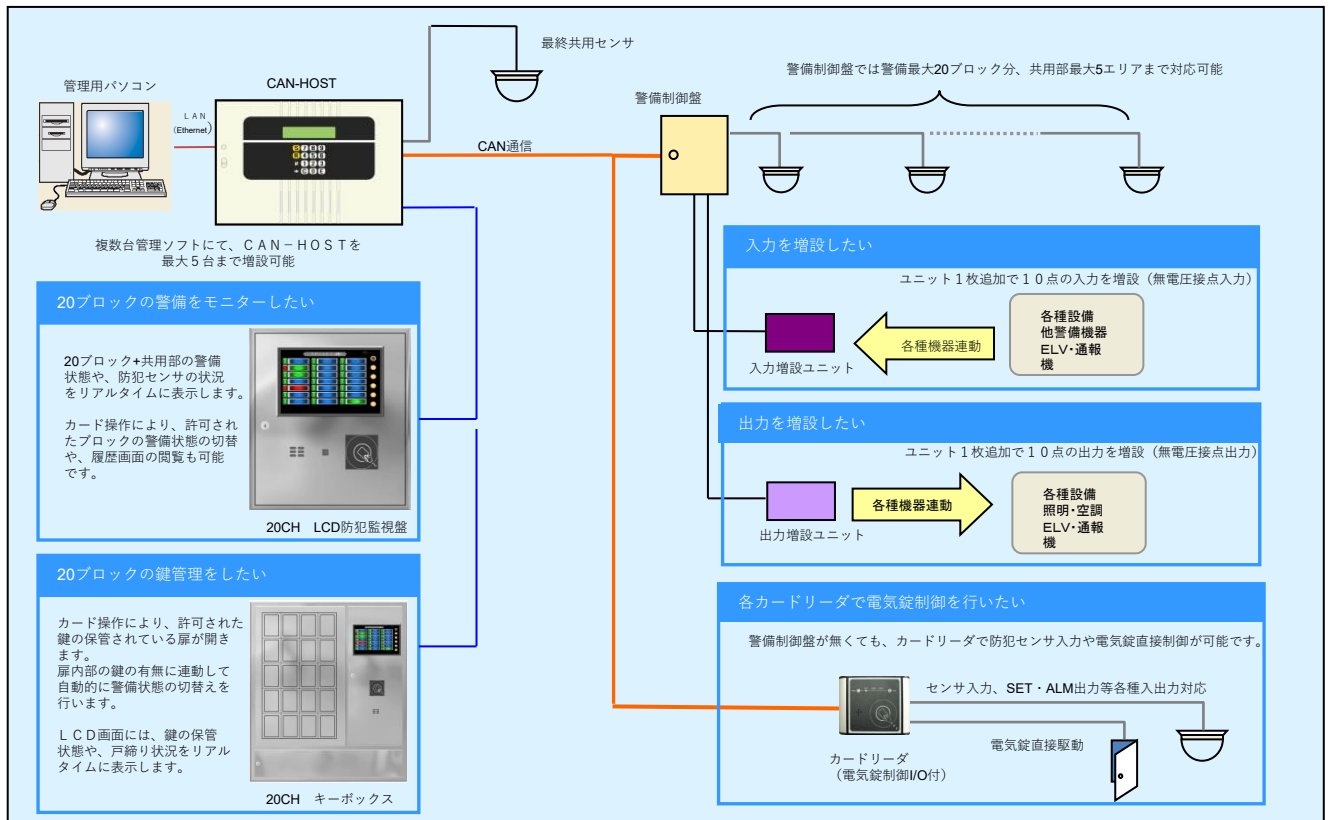 最終共用センサ
管理用パソコン
CAN-HOST
ＬＡＮ
(Ethernet)
CAN通信
複数台管理ソフトにて、ＣＡＮ－ＨＯＳＴを
最大５台まで増設可能
警備制御盤では警備最大20ブロック分、共用部最大5エリアまで対応可能
警備制御盤
20ブロックの警備をモニターしたい
20ブロック+共用部の警備
状態や、防犯センサの状況
をリアルタイムに表示します。
カード操作により、許可され
たブロックの警備状態の切替
や、履歴画面の閲覧も可能
です。
20CH　LCD防犯監視盤
20ブロックの鍵管理をしたい
カード操作により、許可された
鍵の保管されている扉が開き
ます。
扉内部の鍵の有無に連動して
自動的に警備状態の切替えを
行います。
ＬＣＤ画面には、鍵の保管
状態や、戸締り状況をリアル
タイムに表示します。
20CH　キーボックス
入力を増設したい
ユニット１枚追加で１０点の入力を増設（無電圧接点入力）
入力増設ユニット
各種機器連動
各種設備
他警備機器
ＥＬＶ・通報
機
出力を増設したい
ユニット１枚追加で１０点の出力を増設（無電圧接点出力）
出力増設ユニット
各種機器連動
各種設備
照明・空調
ＥＬＶ・通報
機
各カードリーダで電気錠制御を行いたい
警備制御盤が無くても、カードリーダで防犯センサ入力や電気錠直接制御が可能です。
センサ入力、SET・ALM出力等各種入出力対応
電気錠直接駆動
カードリーダ
（電気錠制御I/O付）